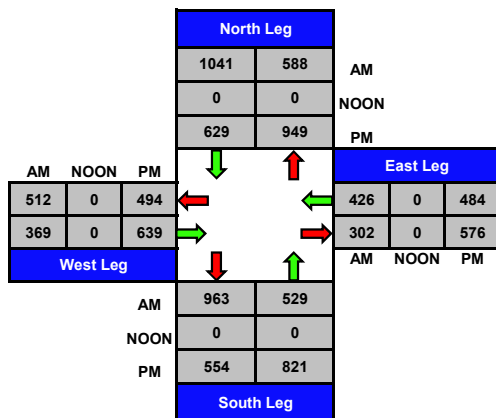 North Leg
1041 588 AM
0 0 NOON
629 949 PM
AM NOON PM
East Leg
512 0 494
426 0 484
369 0 639
302 0 576
West Leg
AM NOON PM
AM 963 529
NOON 0 0
PM 554 821
South Leg